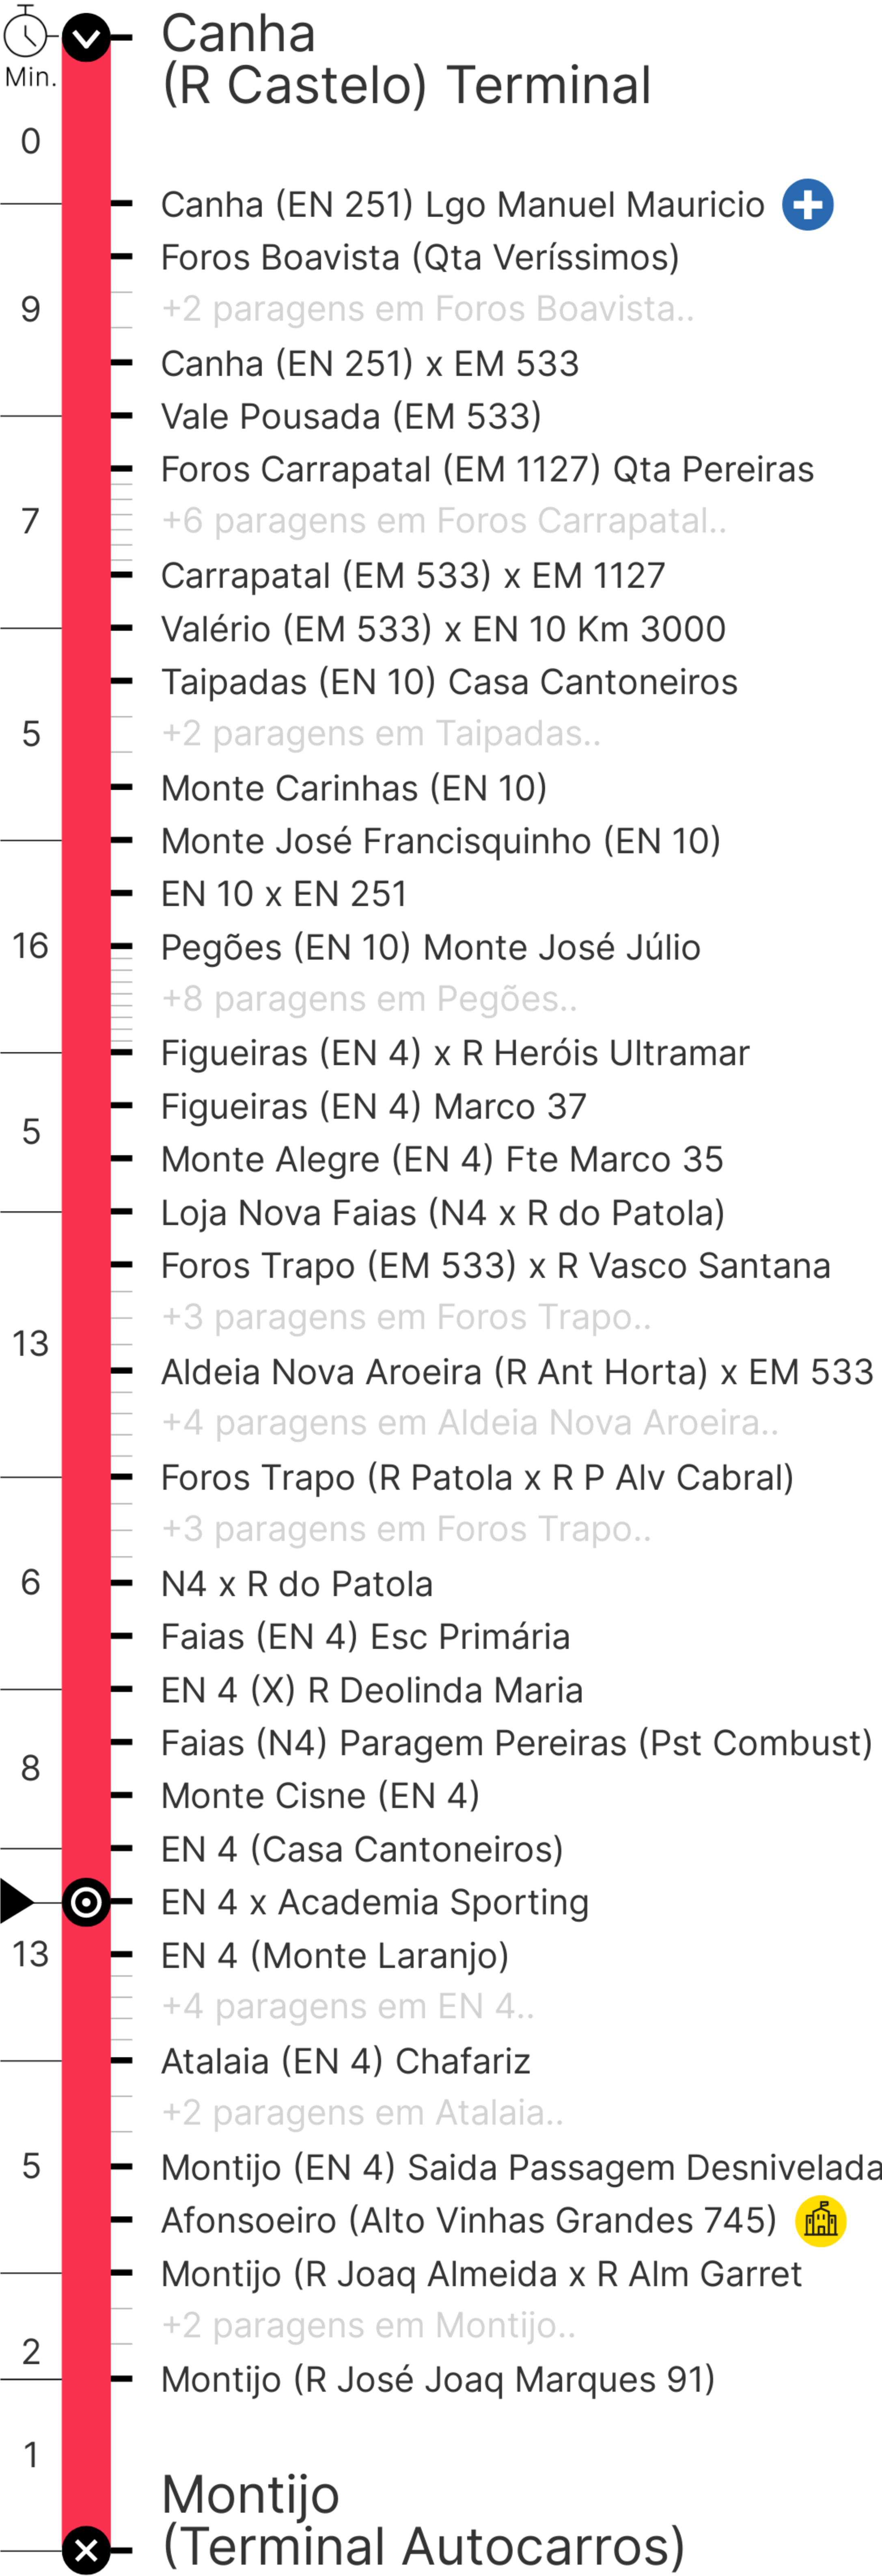 Canha
(R Castelo) Terminal
Min.
0
Canha (EN 251) Lgo Manuel Mauricio
Foros Boavista (Qta Veríssimos)
9
+2 paragens em Foros Boavista..
Canha (EN 251) x EM 533
Vale Pousada (EM 533)
Foros Carrapatal (EM 1127) Qta Pereiras
7
+6 paragens em Foros Carrapatal..
Carrapatal (EM 533) x EM 1127
Valério (EM 533) x EN 10 Km 3000
Taipadas (EN 10) Casa Cantoneiros
5
+2 paragens em Taipadas..
Monte Carinhas (EN 10)
Monte José Francisquinho (EN 10)
EN 10 x EN 251
16
Pegões (EN 10) Monte José Júlio
+8 paragens em Pegões..
Figueiras (EN 4) x R Heróis Ultramar
Figueiras (EN 4) Marco 37
5
Monte Alegre (EN 4) Fte Marco 35
Loja Nova Faias (N4 x R do Patola)
Foros Trapo (EM 533) x R Vasco Santana
+3 paragens em Foros Trapo..
13
Aldeia Nova Aroeira (R Ant Horta) x EM 533
+4 paragens em Aldeia Nova Aroeira..
Foros Trapo (R Patola x R P Alv Cabral)
+3 paragens em Foros Trapo..
6
N4 x R do Patola
Faias (EN 4) Esc Primária
EN 4 (X) R Deolinda Maria
Faias (N4) Paragem Pereiras (Pst Combust)
8
Monte Cisne (EN 4)
EN 4 (Casa Cantoneiros)
EN 4 x Academia Sporting
13
EN 4 (Monte Laranjo)
+4 paragens em EN 4..
Atalaia (EN 4) Chafariz
+2 paragens em Atalaia..
5
Montijo (EN 4) Saida Passagem Desnivelada
Afonsoeiro (Alto Vinhas Grandes 745)
Montijo (R Joaq Almeida x R Alm Garret
+2 paragens em Montijo..
2
Montijo (R José Joaq Marques 91)
1
Montijo
(Terminal Autocarros)